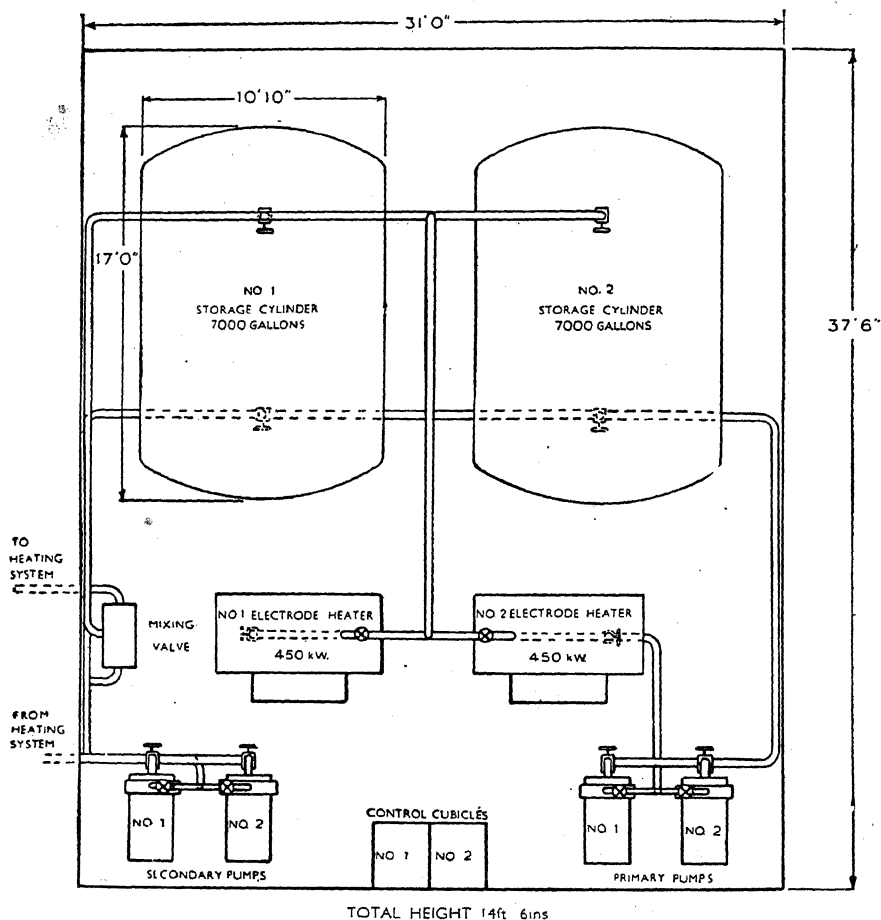 31'0"
10'10"
17'0"
NO 1
STORAGE CYLINDER
7000 GALLONS
NO. 2
STORAGE CYLINDER
7000 GALLONS
37'6"
TO
HEATING
SYSTEM
MIXING
VALVE
NO 1 ELECTRODE HEATER
450 kW.
NO 2 ELECTRODE HEATER
450 kW.
FROM
HEATING
SYSTEM
NO. 1
NO. 2
SECONDARY PUMPS
CONTROL CUBICLES
NO 1
NO 2
NO 1
NO 2
PRIMARY PUMPS
TOTAL HEIGHT 14ft 6ins